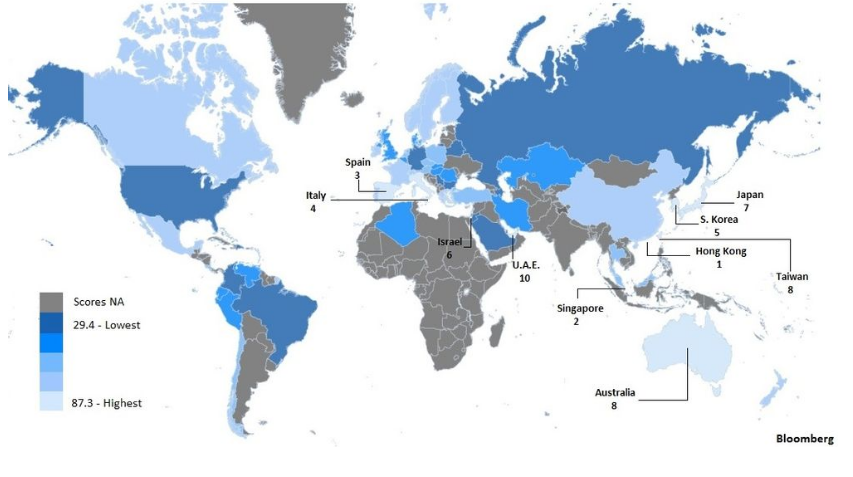 Spain
3
Italy
4
Israel
6
U.A.E.
10
Japan
7
S. Korea
5
Hong Kong
1
Taiwan
8
Singapore
2
Australia
8
Scores NA
29.4 - Lowest
87.3 - Highest
Bloomberg